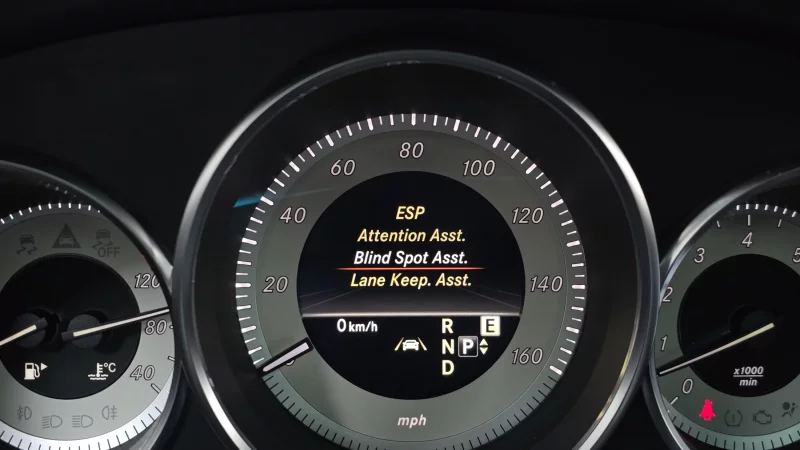 ESP
Attention Asst.
Blind Spot Asst.
Lane Keep. Asst.
0 km/h
R
N
D
E
P
20
40
60
80
100
120
140
160
mph
OFF
120
80
40
°C
0
1
2
3
4
5
x1000
min